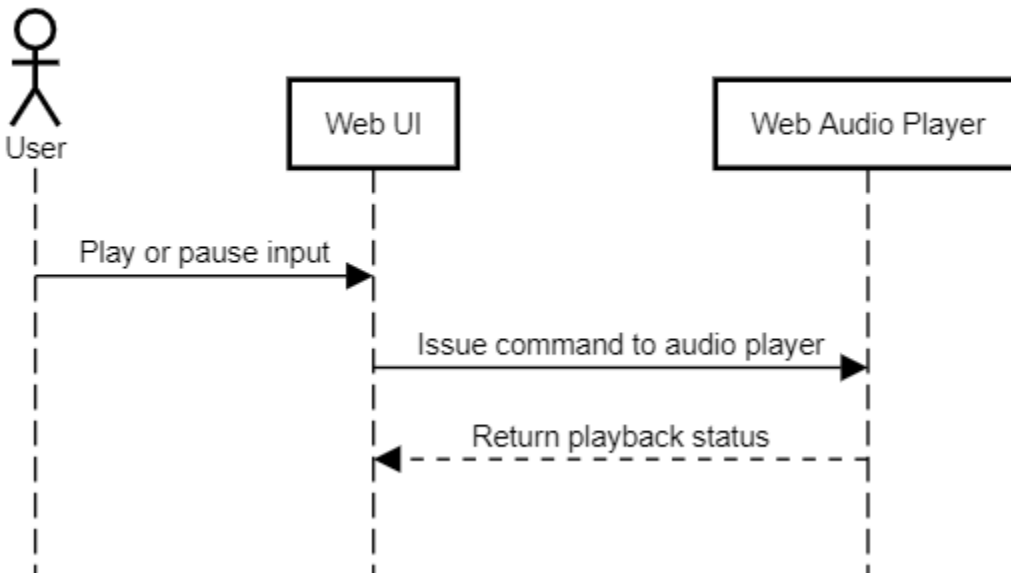 User
Web UI
Web Audio Player
Play or pause input
Issue command to audio player
Return playback status